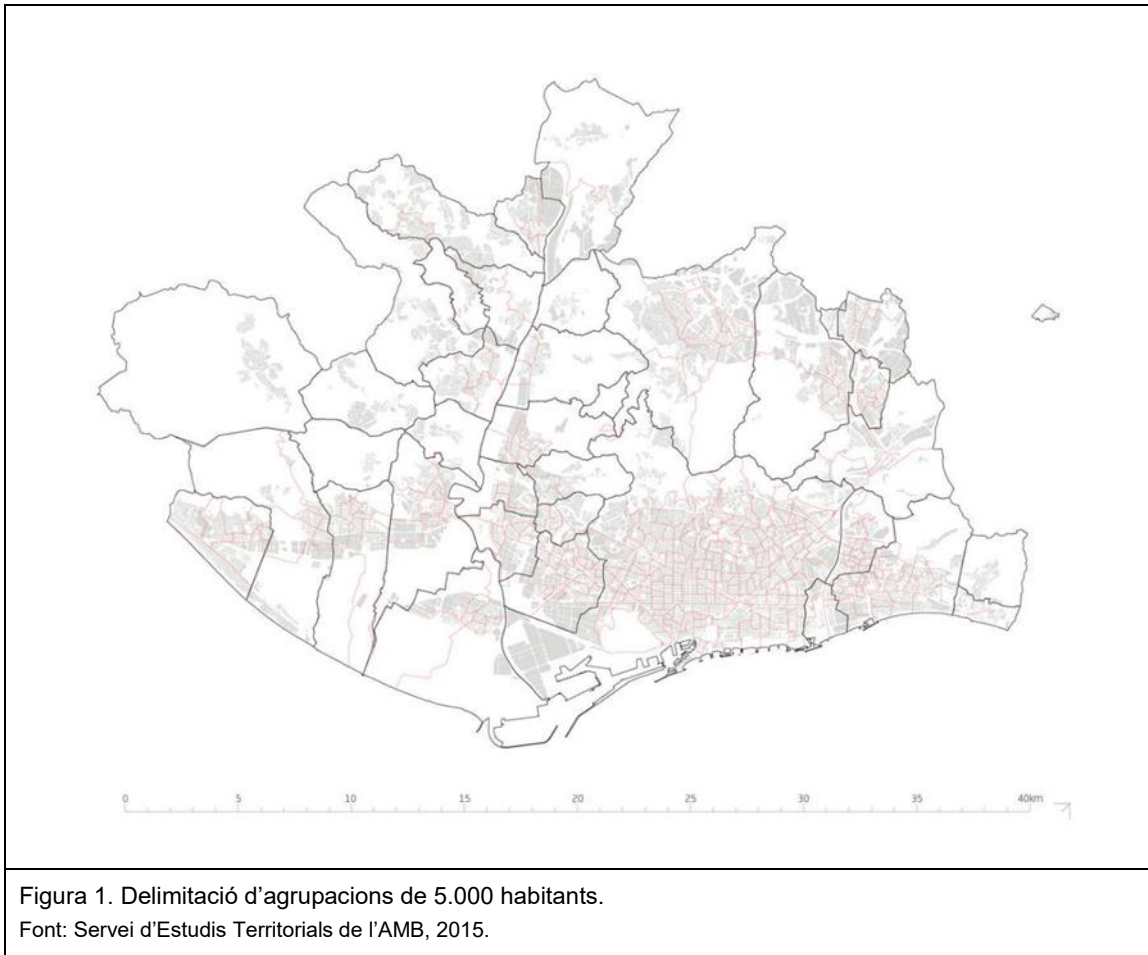 0 5 10 15 20 25 30 35 40km
Figura 1. Delimitació d’agrupacions de 5.000 habitants.
Font: Servei d’Estudis Territorials de l’AMB, 2015.